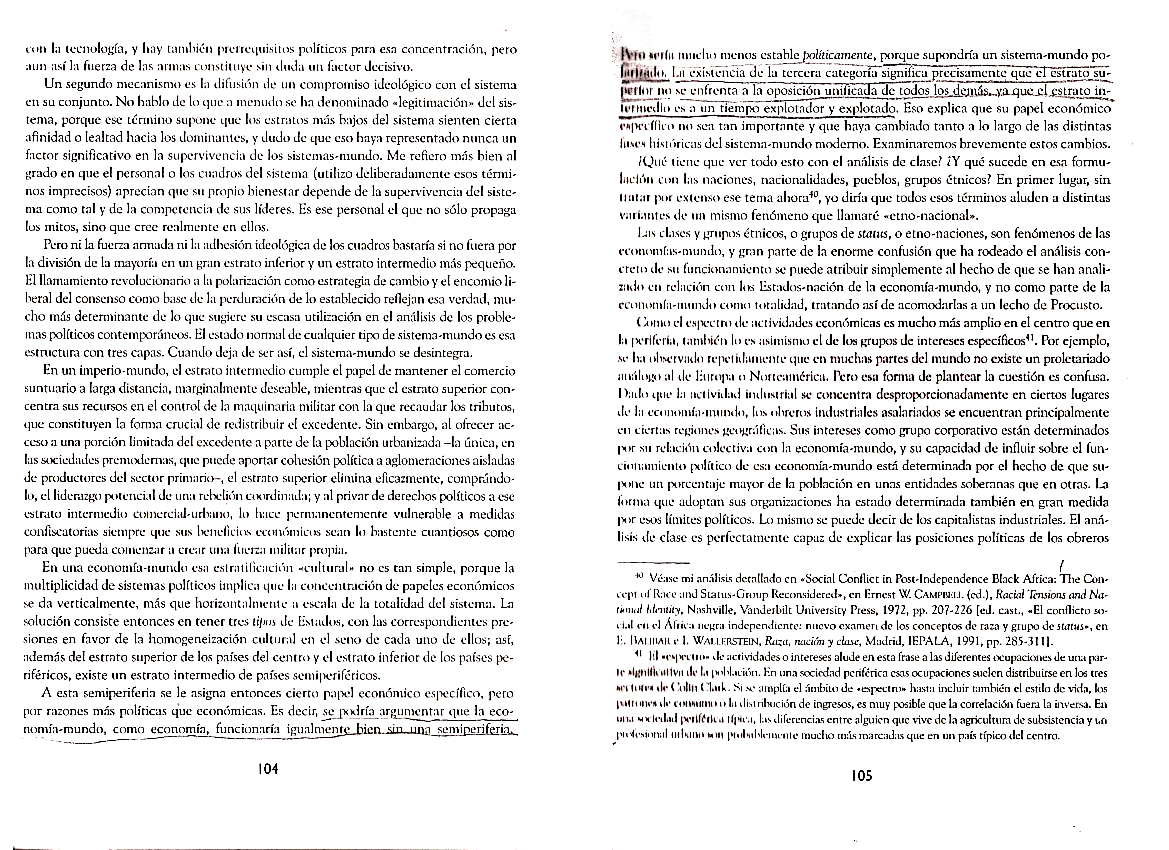 con la tecnología, y hay también prerrequisitos políticos para esa concentración, pero
aun así la fuerza de las armas constituye sin duda un factor decisivo.
Un segundo mecanismo es la difusión de un compromiso ideológico con el sistema
en su conjunto. No hablo de lo que a menudo se ha denominado «legitimación» del sis-
tema, porque ese término supone que los estratos más bajos del sistema sienten cierta
afinidad o lealtad hacia los dominantes, y dudo de que eso haya representado nunca un
factor significativo en la supervivencia de los sistemas-mundo. Me refiero más bien al
grado en que el personal o los cuadros del sistema (utilizo deliberadamente esos térmi-
nos imprecisos) aprecian que su propio bienestar depende de la supervivencia del siste-
ma como tal y de la competencia de sus líderes. Es ese personal el que no sólo propaga
los mitos, sino que cree realmente en ellos.
Pero ni la fuerza armada ni la adhesión ideológica de los cuadros bastaría si no fuera por
la división de la mayoría en un gran estrato inferior y un estrato intermedio más pequeño.
El llamamiento revolucionario a la polarización como estrategia de cambio y el encomio li-
beral del consenso como base de la perduración de lo establecido reflejan esa verdad, mu-
cho más determinante de lo que sugiere su escasa utilización en el análisis de los proble-
mas políticos contemporáneos. El estado normal de cualquier tipo de sistema-mundo es esa
estructura con tres capas. Cuando deja de ser así, el sistema-mundo se desintegra.
En un imperio-mundo, el estrato intermedio cumple el papel de mantener el comercio
suntuario a larga distancia, marginalmente deseable, mientras que el estrato superior con-
centra sus recursos en el control de la maquinaria militar con la que recaudar los tributos,
que constituyen la forma crucial de redistribuir el excedente. Sin embargo, al ofrecer ac-
ceso a una porción limitada del excedente a parte de la población urbanizada –la única, en
las sociedades premodernas, que puede aportar cohesión política a aglomeraciones aisladas
de productores del sector primario–, el estrato superior elimina eficazmente, comprándo-
lo, el liderazgo potencial de una rebelión coordinada; y al privar de derechos políticos a ese
estrato intermedio comercial-urbano, lo hace permanentemente vulnerable a medidas
confiscatorias siempre que sus beneficios económicos sean lo bastante cuantiosos como
para que pueda comenzar a crear una fuerza militar propia.
En una economía-mundo esa estratificación «cultural» no es tan simple, porque la
multiplicidad de sistemas políticos implica que la concentración de papeles económicos
se da verticalmente, más que horizontalmente a escala de la totalidad del sistema. La
solución consiste entonces en tener tres tipos de Estados, con las correspondientes pre-
siones en favor de la homogeneización cultural en el seno de cada uno de ellos; así,
además del estrato superior de los países del centro y el estrato inferior de los países pe-
riféricos, existe un estrato intermedio de países semiperiféricos.
A esta semiperiferia se le asigna entonces cierto papel económico específico, pero
por razones más políticas que económicas. Es decir, se podría argumentar que la eco-
nomía-mundo, como economía, funcionaría igualmente bien sin una semiperiferia.
104
Pero sería mucho menos estable políticamente, porque supondría un sistema-mundo po-
larizado. La existencia de la tercera categoría significa precisamente que el estrato su-
perior no se enfrenta a la oposición unificada de todos los demás, ya que el estrato in-
termedio es a un tiempo explotador y explotado. Eso explica que su papel económico
específico no sea tan importante y que haya cambiado tanto a lo largo de las distintas
fases históricas del sistema-mundo moderno. Examinaremos brevemente estos cambios.
¿Qué tiene que ver todo esto con el análisis de clase? ¿Y qué sucede en esa formu-
lación con las naciones, nacionalidades, pueblos, grupos étnicos? En primer lugar, sin
tratar por extenso ese tema ahora⁴⁰, yo diría que todos esos términos aluden a distintas
variantes de un mismo fenómeno que llamaré «etno-nacional».
Las clases y grupos étnicos, o grupos de status, o etno-naciones, son fenómenos de las
economías-mundo, y gran parte de la enorme confusión que ha rodeado el análisis con-
creto de su funcionamiento se puede atribuir simplemente al hecho de que se han anali-
zado en relación con los Estados-nación de la economía-mundo, y no como parte de la
economía-mundo como totalidad, tratando así de acomodarlas a un lecho de Procusto.
Como el espectro de actividades económicas es mucho más amplio en el centro que en
la periferia, también lo es asimismo el de los grupos de intereses específicos⁴¹. Por ejemplo,
se ha observado repetidamente que en muchas partes del mundo no existe un proletariado
análogo al de Europa o Norteamérica. Pero esa forma de plantear la cuestión es confusa.
Dado que la actividad industrial se concentra desproporcionadamente en ciertos lugares
de la economía-mundo, los obreros industriales asalariados se encuentran principalmente
en ciertas regiones geográficas. Sus intereses como grupo corporativo están determinados
por su relación colectiva con la economía-mundo, y su capacidad de influir sobre el fun-
cionamiento político de esa economía-mundo está determinada por el hecho de que su-
pone un porcentaje mayor de la población en unas entidades soberanas que en otras. La
forma que adoptan sus organizaciones ha estado determinada también en gran medida
por esos límites políticos. Lo mismo se puede decir de los capitalistas industriales. El aná-
lisis de clase es perfectamente capaz de explicar las posiciones políticas de los obreros
⁴⁰ Véase mi análisis detallado en «Social Conflict in Post-Independence Black Africa: The Con-
cept of Race and Status-Group Reconsidered», en Ernest W. CAMPBELL (ed.), Racial Tensions and Na-
tional Identity, Nashville, Vanderbilt University Press, 1972, pp. 207-226 [ed. cast., «El conflicto so-
cial en el África negra independiente: nuevo examen de los conceptos de raza y grupo de status», en
E. BALIBAR e I. WALLERSTEIN, Raza, nación y clase, Madrid, IEPALA, 1991, pp. 285-311].
⁴¹ El «espectro» de actividades o intereses alude en esta frase a las diferentes ocupaciones de una par-
te significativa de la población. En una sociedad periférica esas ocupaciones suelen distribuirse en los tres
sectores de Colin Clark. Si se amplía el ámbito de «espectro» hasta incluir también el estilo de vida, los
patrones de consumo o la distribución de ingresos, es muy posible que la correlación fuera la inversa. En
una sociedad periférica típica, las diferencias entre alguien que vive de la agricultura de subsistencia y un
profesional urbano son probablemente mucho más marcadas que en un país típico del centro.
105